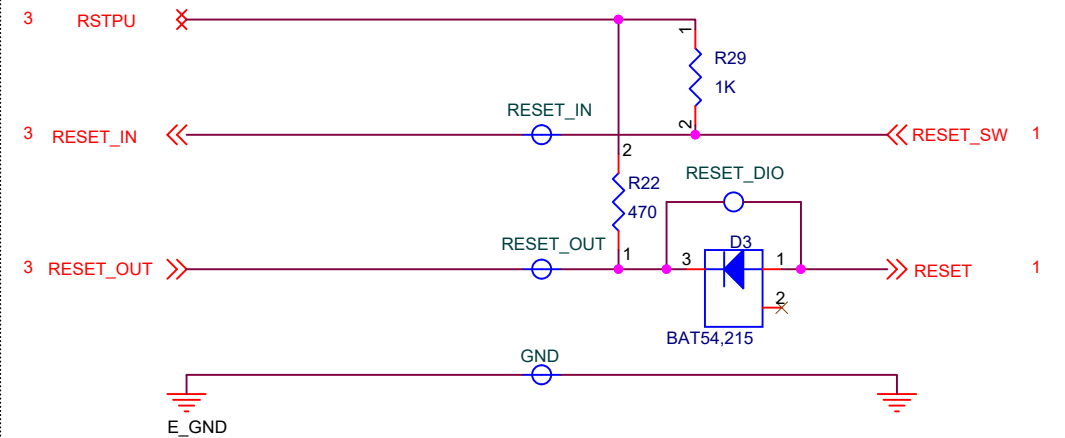 3 RSTPU
1
R29
1K
RESET_IN
3 RESET_IN
2
RESET_SW 1
2
RESET_DIO
R22
470
RESET_OUT
D3
1
3 RESET_OUT
3
1
RESET 1
2
BAT54,215
GND
E_GND